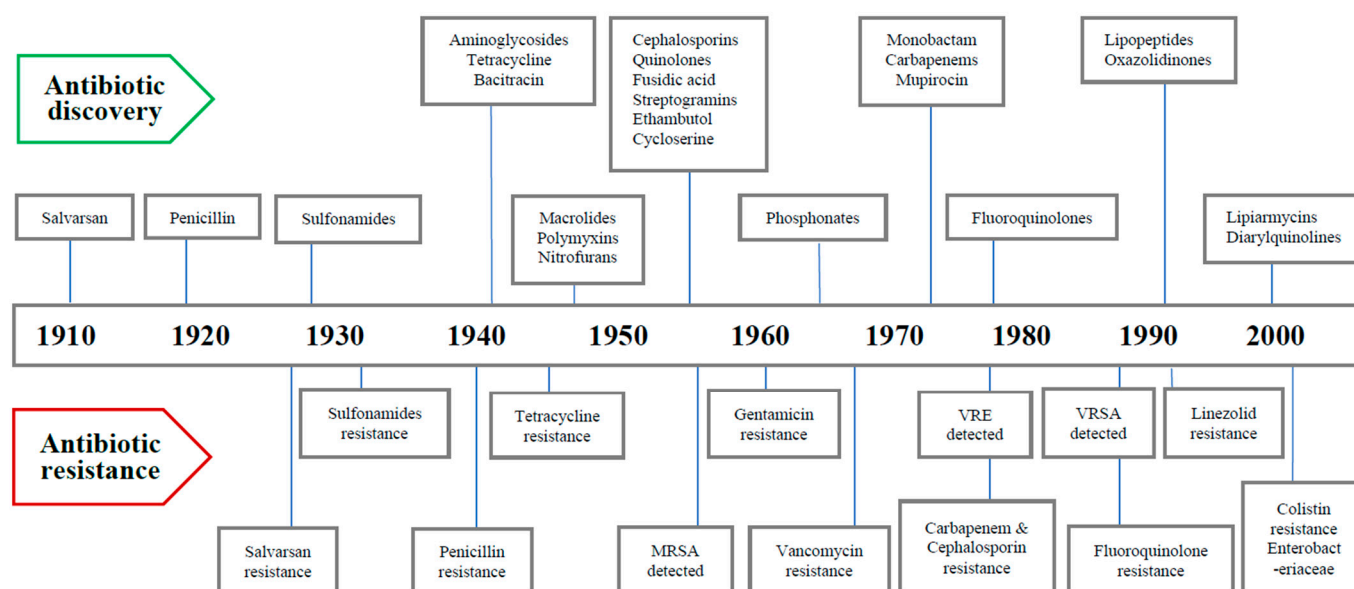 Antibiotic
discovery
Aminoglycosides
Tetracycline
Bacitracin
Cephalosporins
Quinolones
Fusidic acid
Streptogramins
Ethambutol
Cycloserine
Monobactam
Carbapenems
Mupirocin
Lipopeptides
Oxazolidinones
Salvarsan
Penicillin
Sulfonamides
Macrolides
Polymyxins
Nitrofurans
Phosphonates
Fluoroquinolones
Lipiarmycins
Diarylquinolines
1910 1920 1930 1940 1950 1960 1970 1980 1990 2000
Antibiotic
resistance
Sulfonamides
resistance
Tetracycline
resistance
Gentamicin
resistance
VRE
detected
VRSA
detected
Linezolid
resistance
Salvarsan
resistance
Penicillin
resistance
MRSA
detected
Vancomycin
resistance
Carbapenem &
Cephalosporin
resistance
Fluoroquinolone
resistance
Colistin
resistance
Enterobact
-eriaceae